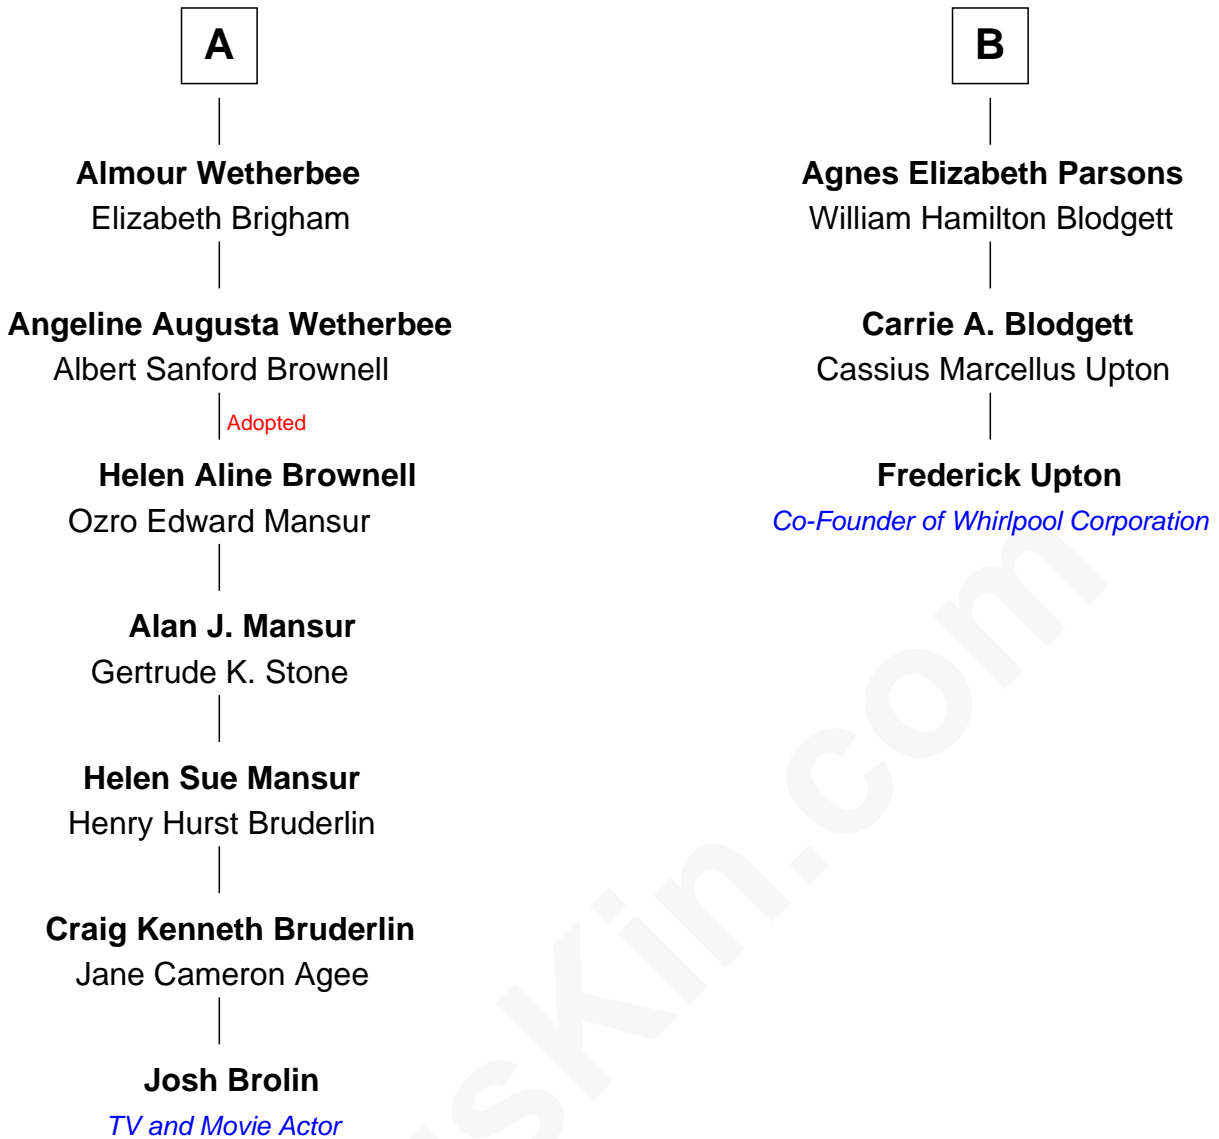 A
Almour Wetherbee
Elizabeth Brigham
Angeline Augusta Wetherbee
Albert Sanford Brownell
Adopted
Helen Aline Brownell
Ozro Edward Mansur
Alan J. Mansur
Gertrude K. Stone
Helen Sue Mansur
Henry Hurst Bruderlin
Craig Kenneth Bruderlin
Jane Cameron Agee
Josh Brolin
TV and Movie Actor
B
Agnes Elizabeth Parsons
William Hamilton Blodgett
Carrie A. Blodgett
Cassius Marcellus Upton
Frederick Upton
Co-Founder of Whirlpool Corporation
usKin.com